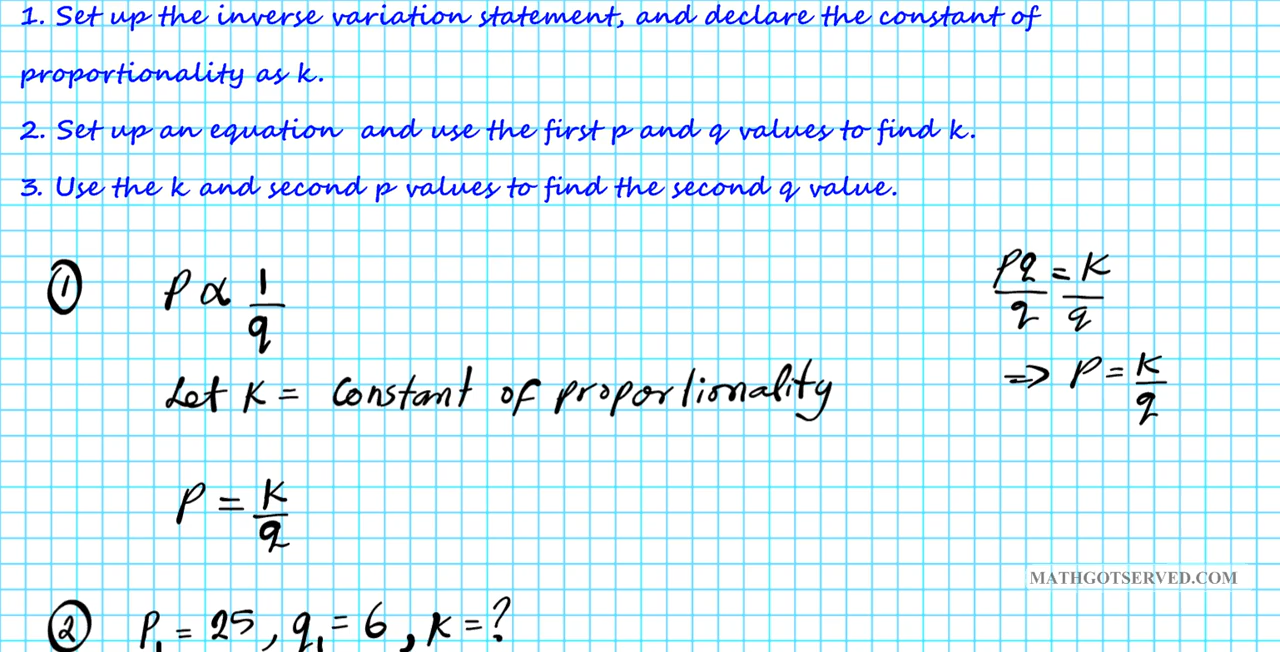 1. Set up the inverse variation statement, and declare the constant of
proportionality as k.
2. Set up an equation and use the first p and q values to find k.
3. Use the k and second p values to find the second q value.
① P ∝ 1/q
Pq/q = K/q
Let K = Constant of proportionality
=> P = K/q
P = K/q
MATHGOTSERVED.COM
② P₁ = 25, q₁ = 6, K = ?